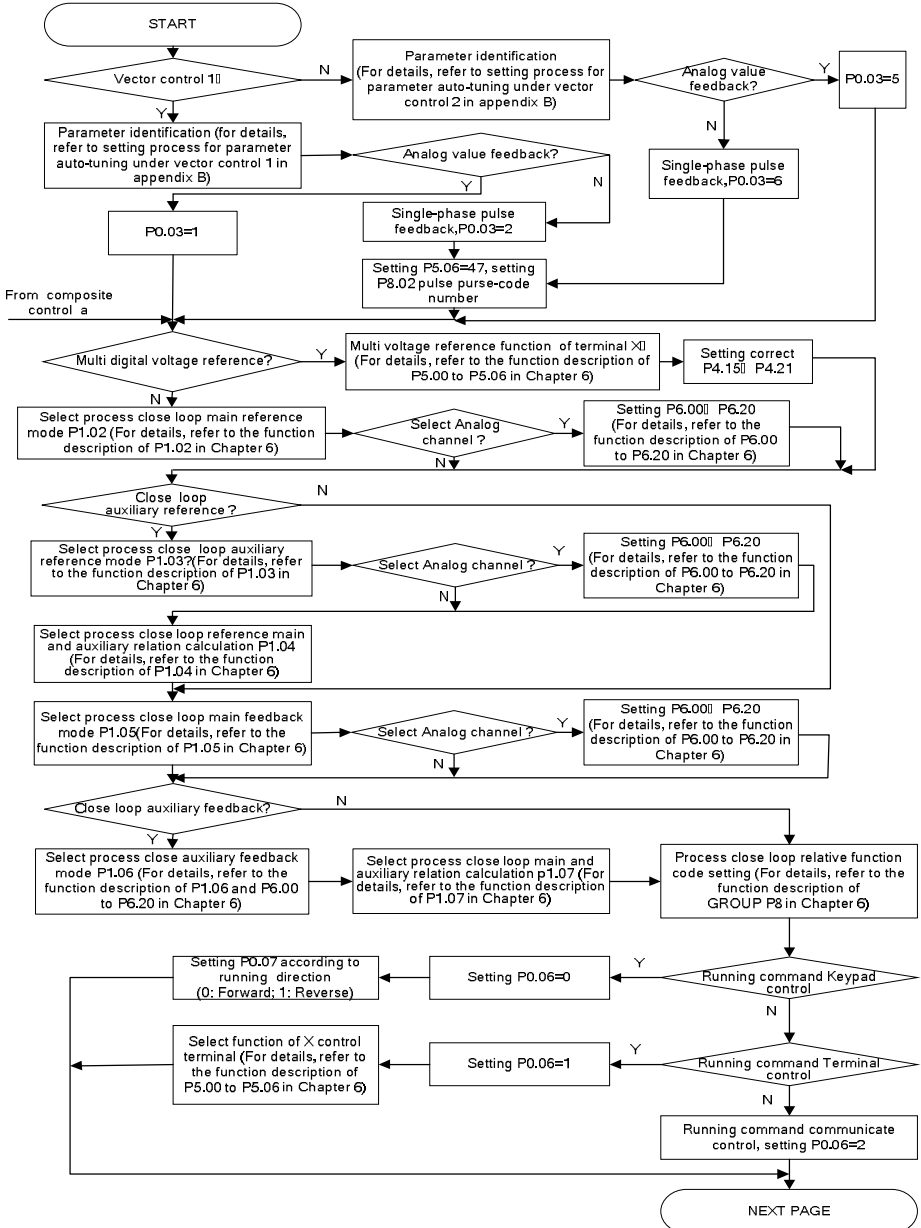 START
Vector control 1
N
Parameter identification
(For details, refer to setting process for
parameter auto-tuning under vector
control 2 in appendix B)
Analog value
feedback?
Y
P0.03=5
Y
Parameter identification (for details,
refer to setting process for parameter
auto-tuning under vector control 1 in
appendix B)
Analog value feedback?
N
Y
N
Single-phase pulse
feedback,P0.03=6
P0.03=1
Single-phase pulse
feedback,P0.03=2
Setting P5.06=47, setting
P8.02 pulse purse-code
number
From composite
control a
Multi digital voltage reference?
Y
Multi voltage reference function of terminal X
(For details, refer to the function description of
P5.00 to P5.06 in Chapter 6)
Setting correct
P4.15 P4.21
N
Select process close loop main reference
mode P1.02 (For details, refer to the function
description of P1.02 in Chapter 6)
Select Analog
channel ?
Y
N
Setting P6.00 P6.20
(For details, refer to the
function description of P6.00
to P6.20 in Chapter 6)
Close loop
auxiliary reference ?
N
Y
Select process close loop auxiliary
reference mode P1.03?(For details, refer
to the function description of P1.03 in
Chapter 6)
Select Analog channel ?
Y
N
Setting P6.00 P6.20
(For details, refer to the function
description of P6.00 to P6.20 in
Chapter 6)
Select process close loop reference main
and auxiliary relation calculation P1.04
(For details, refer to the function
description of P1.04 in Chapter 6)
Select process close loop main feedback
mode P1.05(For details, refer to the
function description of P1.05 in Chapter 6)
Select Analog channel ?
Y
N
Setting P6.00 P6.20
(For details, refer to the function
description of P6.00 to P6.20 in
Chapter 6)
Close loop auxiliary feedback?
N
Y
Select process close auxiliary feedback
mode P1.06 (For details, refer to the
function description of P1.06 and P6.00
to P6.20 in Chapter 6)
Select process close loop main and
auxiliary relation calculation p1.07 (For
details, refer to the function description
of P1.07 in Chapter 6)
Process close loop relative function
code setting (For details, refer to the
function description of
GROUP P8 in Chapter 6)
Setting P0.07 according to
running direction
(0: Forward; 1: Reverse)
Setting P0.06=0
Y
Running command Keypad
control
N
Select function of X control
terminal (For details, refer to
the function description of
P5.00 to P5.06 in Chapter 6)
Setting P0.06=1
Y
Running command Terminal
control
N
Running command communicate
control, setting P0.06=2
NEXT PAGE